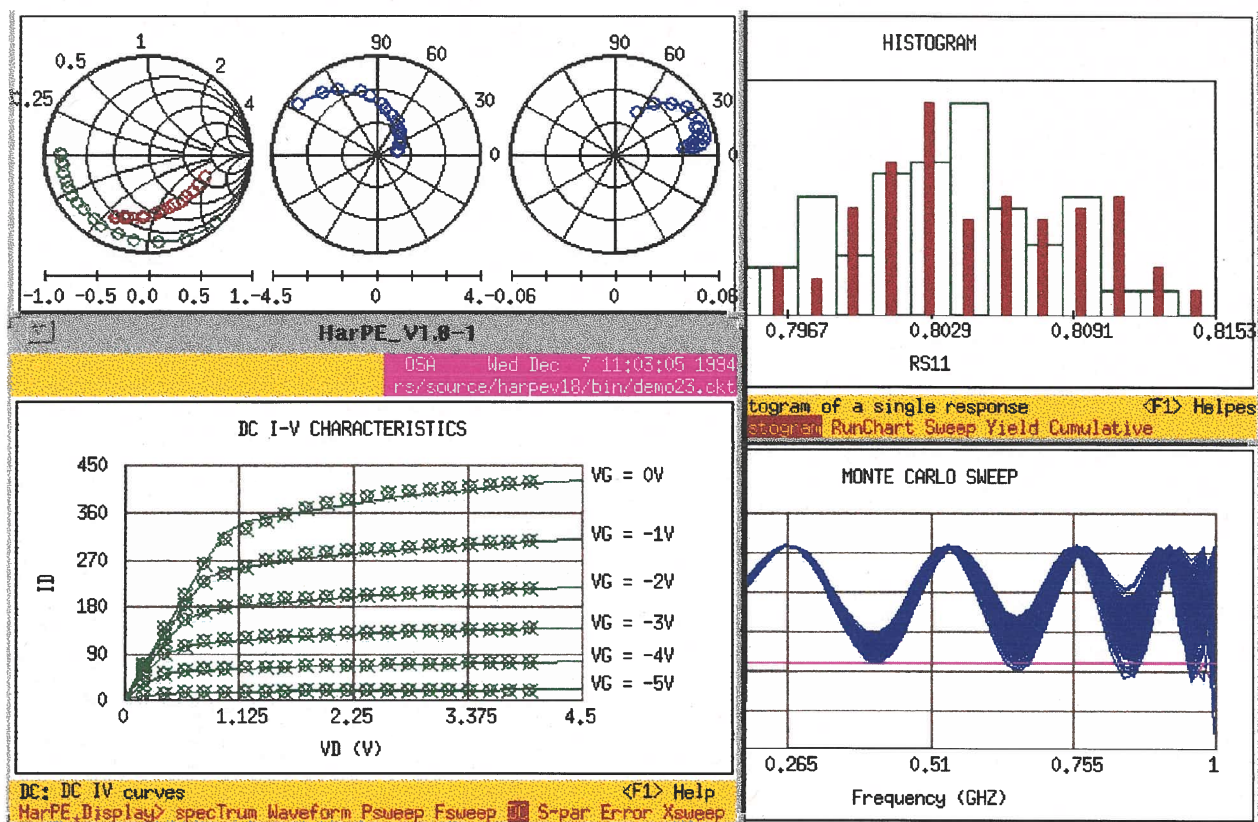 1
0.5
2
.25
4
90
60
30
0
90
60
30
0
-1.0 -0.5 0.0 0.5 1.
-4.5 0 4.
-0.06 0 0.06
HISTOGRAM
0.7967 0.8029 0.8091 0.8153
RS11
HarPE_V1.8-1
OSA Wed Dec 7 11:03:05 1994
rs/source/harpev18/bin/demo23.ckt
togram of a single response <F1> Helpes
stogram RunChart Sweep Yield Cumulative
DC I-V CHARACTERISTICS
450
360
270
180
90
0
ID
VG = 0V
VG = -1V
VG = -2V
VG = -3V
VG = -4V
VG = -5V
0 1.125 2.25 3.375 4.5
VD (V)
MONTE CARLO SWEEP
0.265 0.51 0.755 1
Frequency (GHZ)
DC: DC IV curves <F1> Help
HarPE.Display> specTrum Waveform Psweep Fsweep DC S-par Error Xsweep